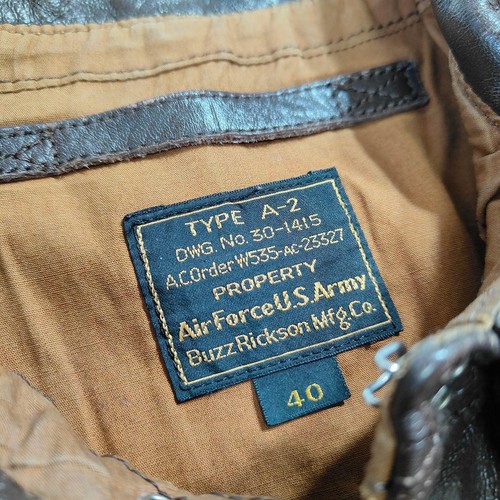 TYPE A-2
DWG. No. 30-1415
A.C.Order W535-ac-23327
PROPERTY
Air Force U.S. Army
Buzz Rickson Mfg.Co.
40